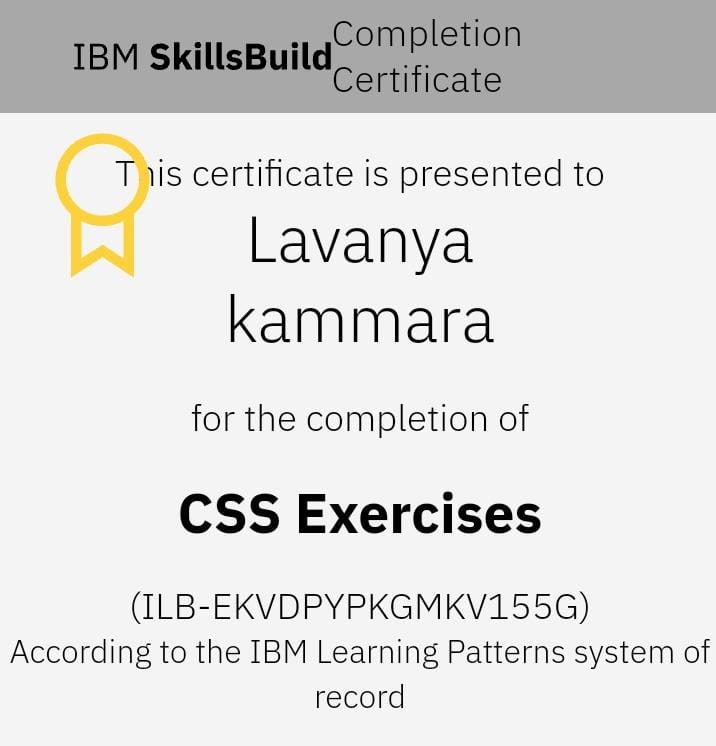 IBM SkillsBuild
Completion
Certificate
This certificate is presented to
Lavanya
kammara
for the completion of
CSS Exercises
(ILB-EKVDPYPKGMKV155G)
According to the IBM Learning Patterns system of
record